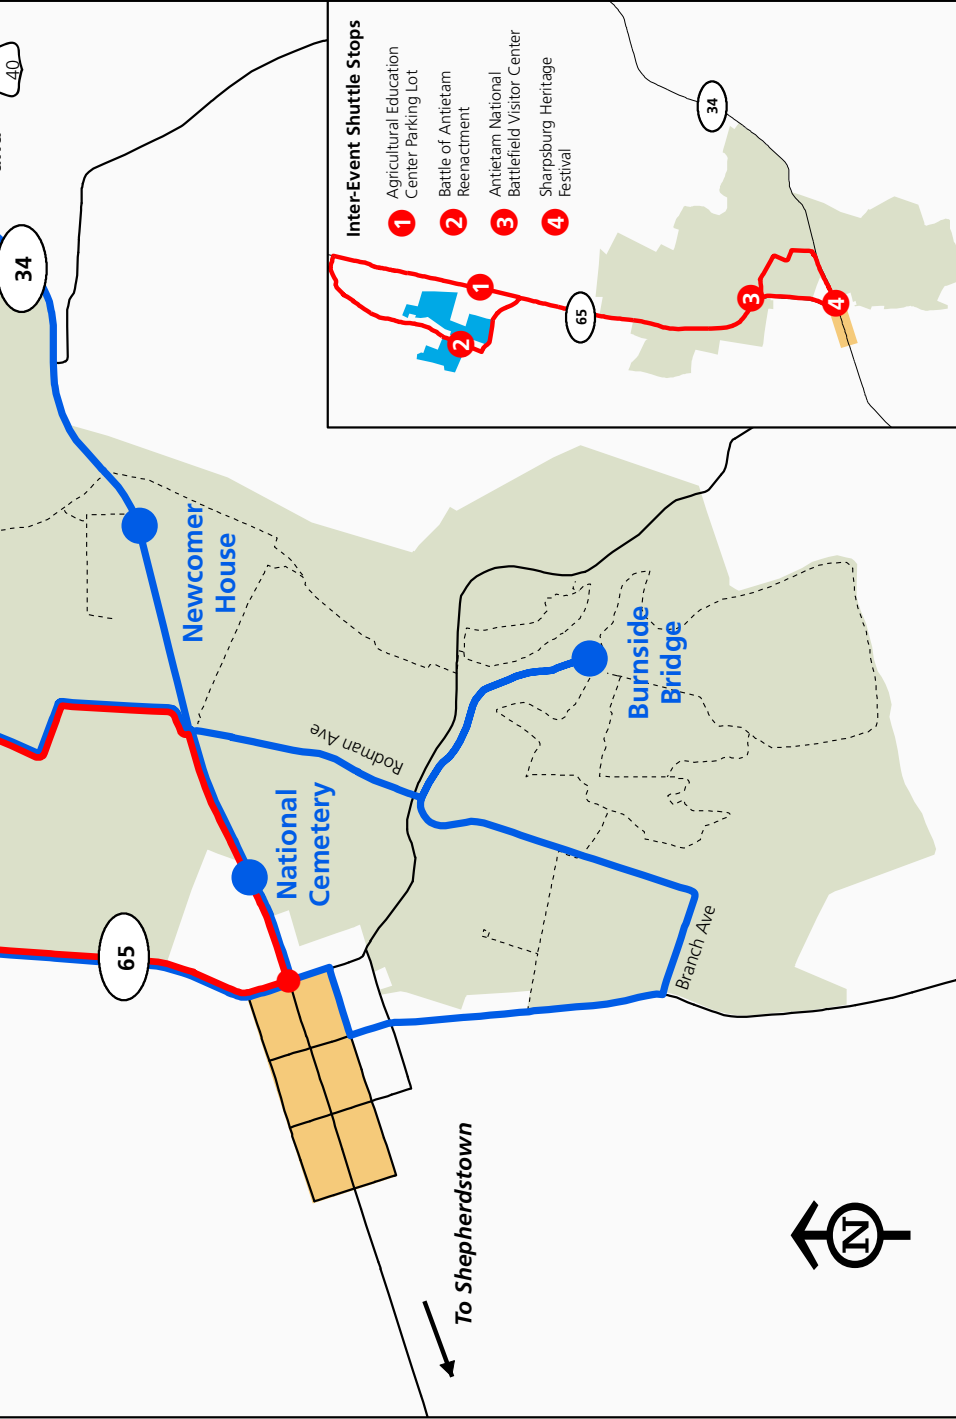 40
34
Newcomer
House
Rodman Ave
National
Cemetery
65
Burnside
Bridge
Branch Ave
To Shepherdstown
N
Inter-Event Shuttle Stops
1 Agricultural Education
Center Parking Lot
2 Battle of Antietam
Reenactment
3 Antietam National
Battlefield Visitor Center
4 Sharpsburg Heritage
Festival
34
1
2
65
3
4